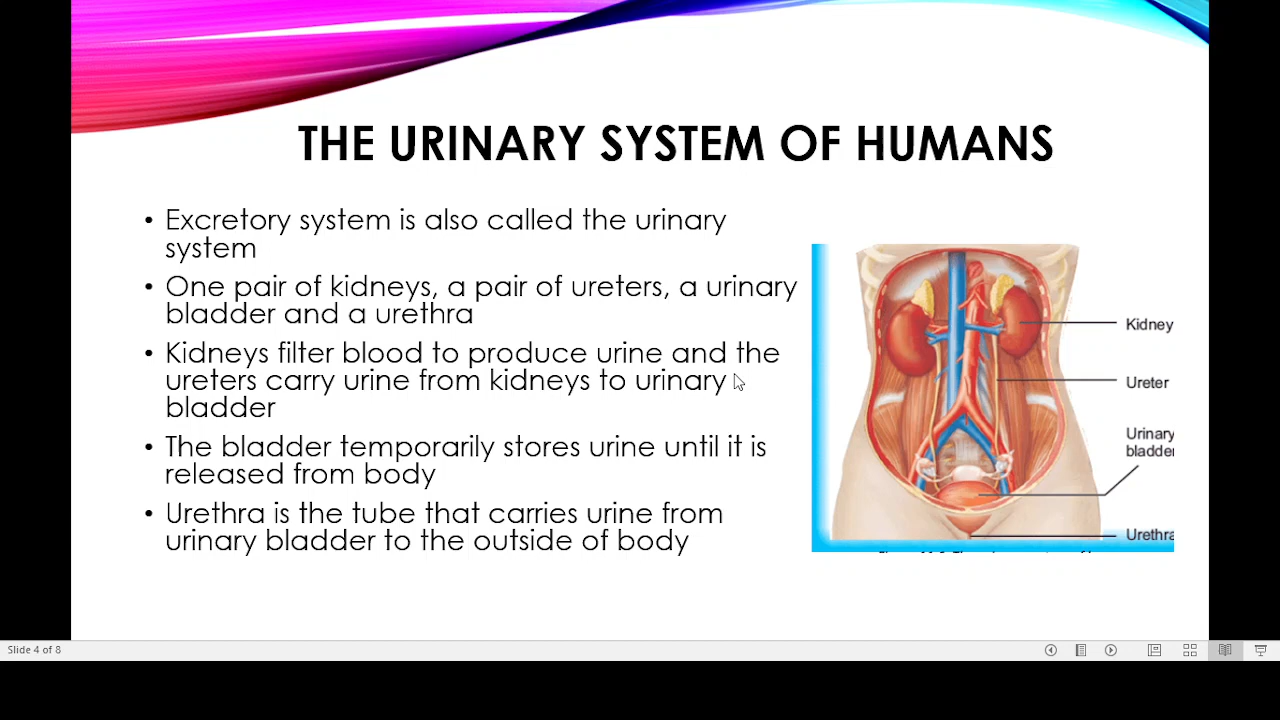 THE URINARY SYSTEM OF HUMANS
• Excretory system is also called the urinary
system
• One pair of kidneys, a pair of ureters, a urinary
bladder and a urethra
• Kidneys filter blood to produce urine and the
ureters carry urine from kidneys to urinary
bladder
• The bladder temporarily stores urine until it is
released from body
• Urethra is the tube that carries urine from
urinary bladder to the outside of body
Kidney
Ureter
Urinary
bladder
Urethra
Slide 4 of 8